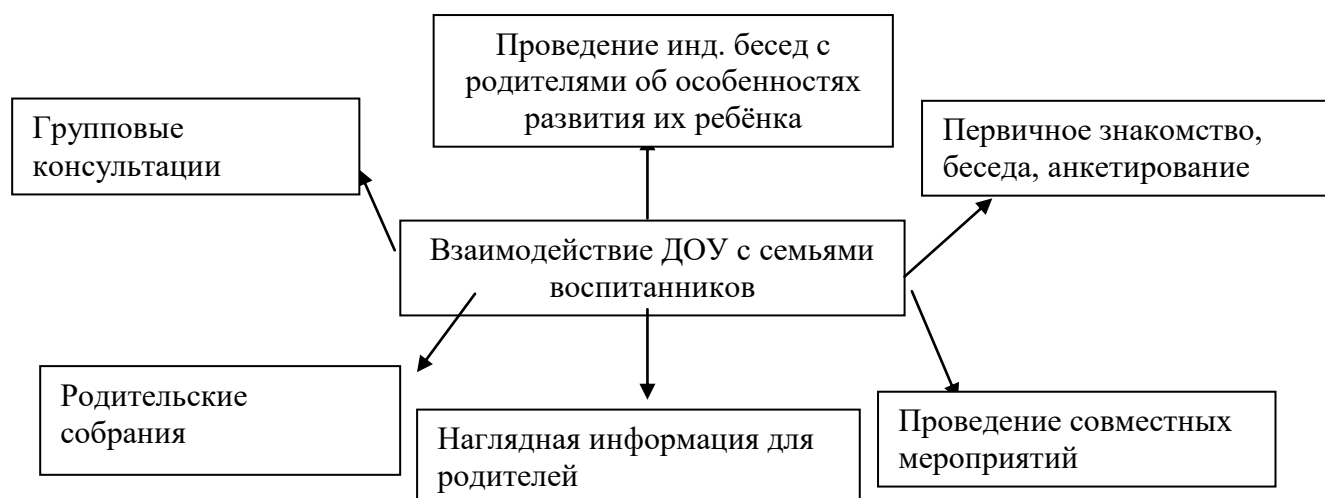 Проведение инд. бесед с
родителями об особенностях
развития их ребёнка
Групповые
консультации
Первичное знакомство,
беседа, анкетирование
Взаимодействие ДОУ с семьями
воспитанников
Родительские
собрания
Наглядная информация для
родителей
Проведение совместных
мероприятий